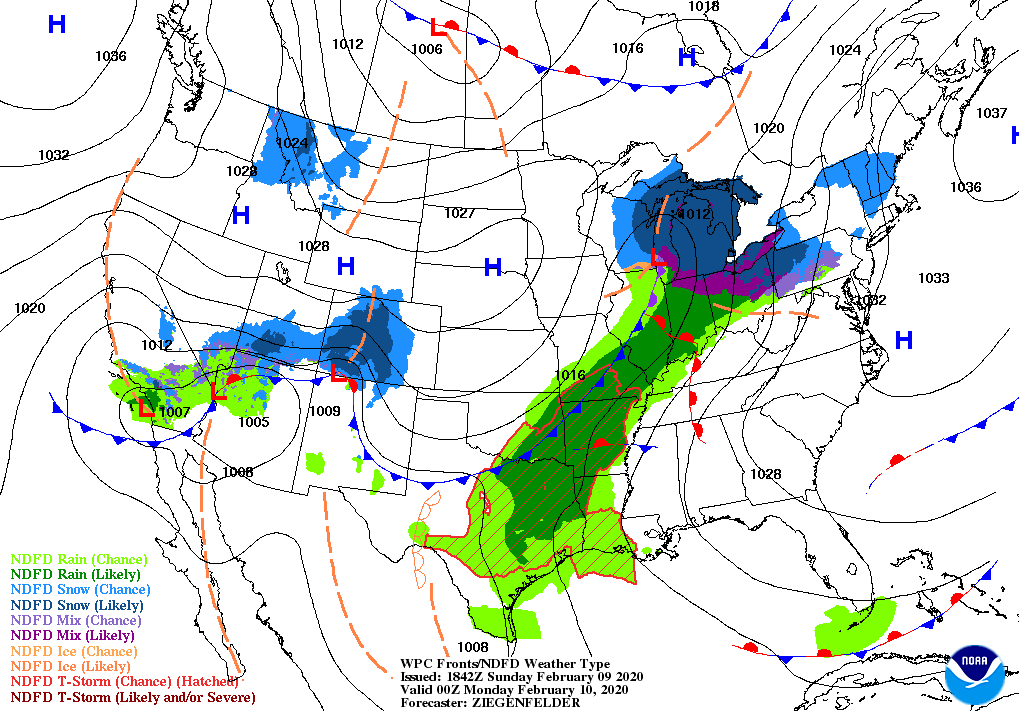 1018
H
L
1012
1006
1016
1024
H
1036
1037
H
1020
1024
1032
1028
1036
H
1027
1012
1028
L
H
H
1033
1032
1020
H
1012
1016
L
L
L
1007
1009
1005
1008
1028
NDFD Rain (Chance)
NDFD Rain (Likely)
NDFD Snow (Chance)
NDFD Snow (Likely)
NDFD Mix (Chance)
NDFD Mix (Likely)
NDFD Ice (Chance)
NDFD Ice (Likely)
NDFD T-Storm (Chance) (Hatched)
NDFD T-Storm (Likely and/or Severe)
1008
WPC Fronts/NDFD Weather Type
Issued: 1842Z Sunday February 09 2020
Valid 00Z Monday February 10, 2020
Forecaster: ZIEGENFELDER
NOAA